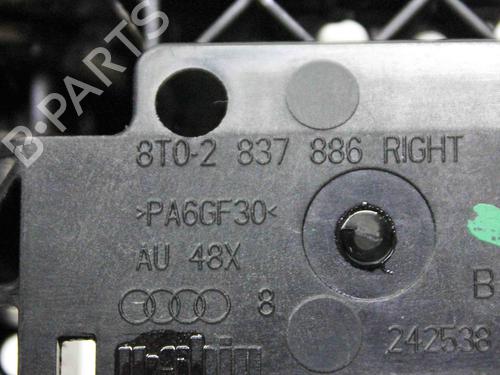 B-PARTS
8T0-2 837 886 RIGHT
>PA6GF30<
AU 48X
B
8
242538